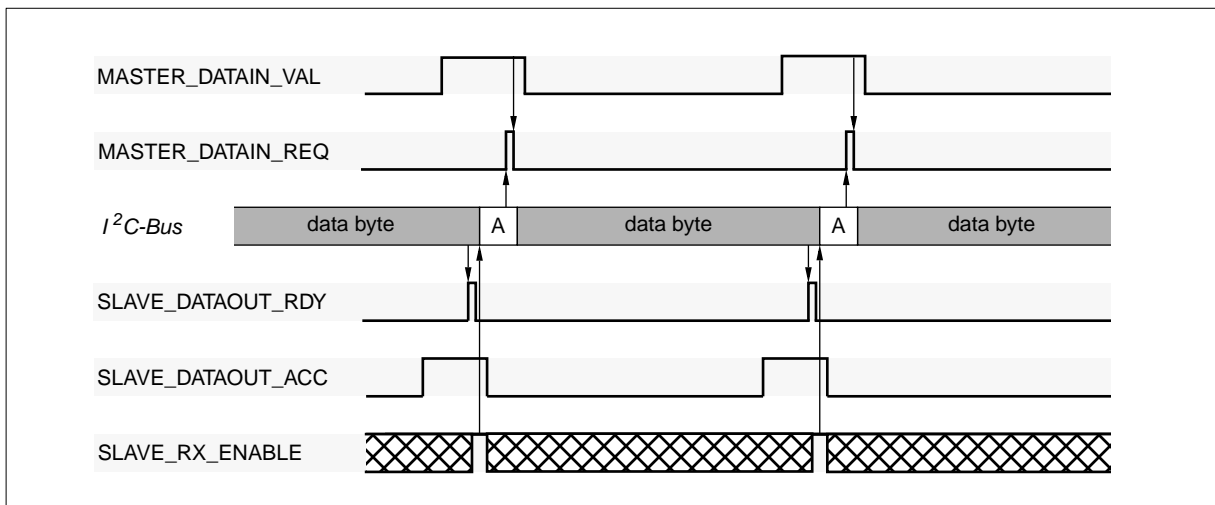 MASTER_DATAIN_VAL
MASTER_DATAIN_REQ
I²C-Bus data byte A data byte A data byte
SLAVE_DATAOUT_RDY
SLAVE_DATAOUT_ACC
SLAVE_RX_ENABLE